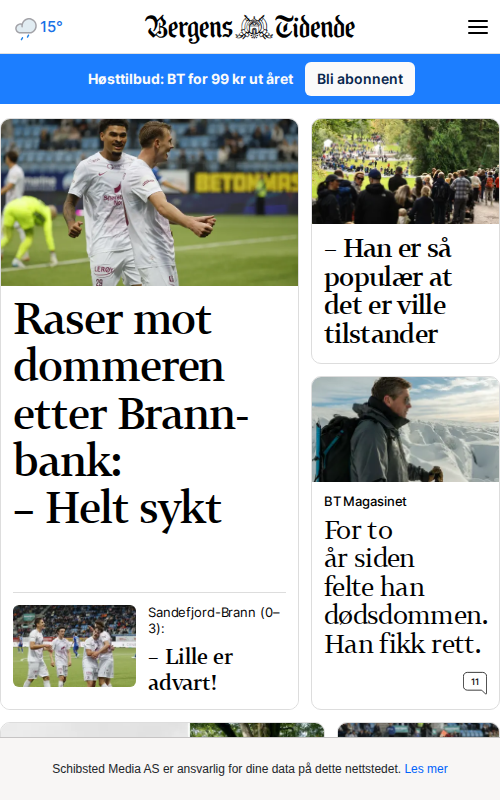 15°
Bergens Tidende
Høsttilbud: BT for 99 kr ut året
Bli abonnent
Raser mot
dommeren
etter Brann-
bank:
– Helt sykt
Sandefjord-Brann (0–
3):
– Lille er
advart!
– Han er så
populær at
det er ville
tilstander
BT Magasinet
For to
år siden
felte han
dødsdommen.
Han fikk rett.
11
Schibsted Media AS er ansvarlig for dine data på dette nettstedet. Les mer